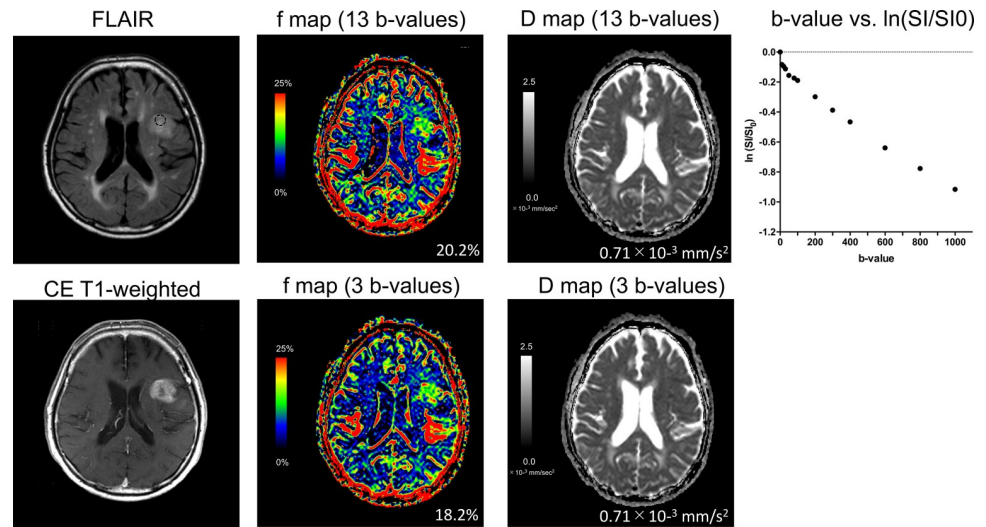 FLAIR
f map (13 b-values)
D map (13 b-values)
b-value vs. ln(SI/SI0)
25%
0%
20.2%
2.5
0.0
× 10⁻³ mm/sec²
0.71 × 10⁻³ mm/s²
ln (SI/SI₀)
0.0
-0.2
-0.4
-0.6
-0.8
-1.0
-1.2
0 200 400 600 800 1000
b-value
CE T1-weighted
f map (3 b-values)
D map (3 b-values)
25%
0%
18.2%
2.5
0.0
× 10⁻³ mm/sec²
0.71 × 10⁻³ mm/s²